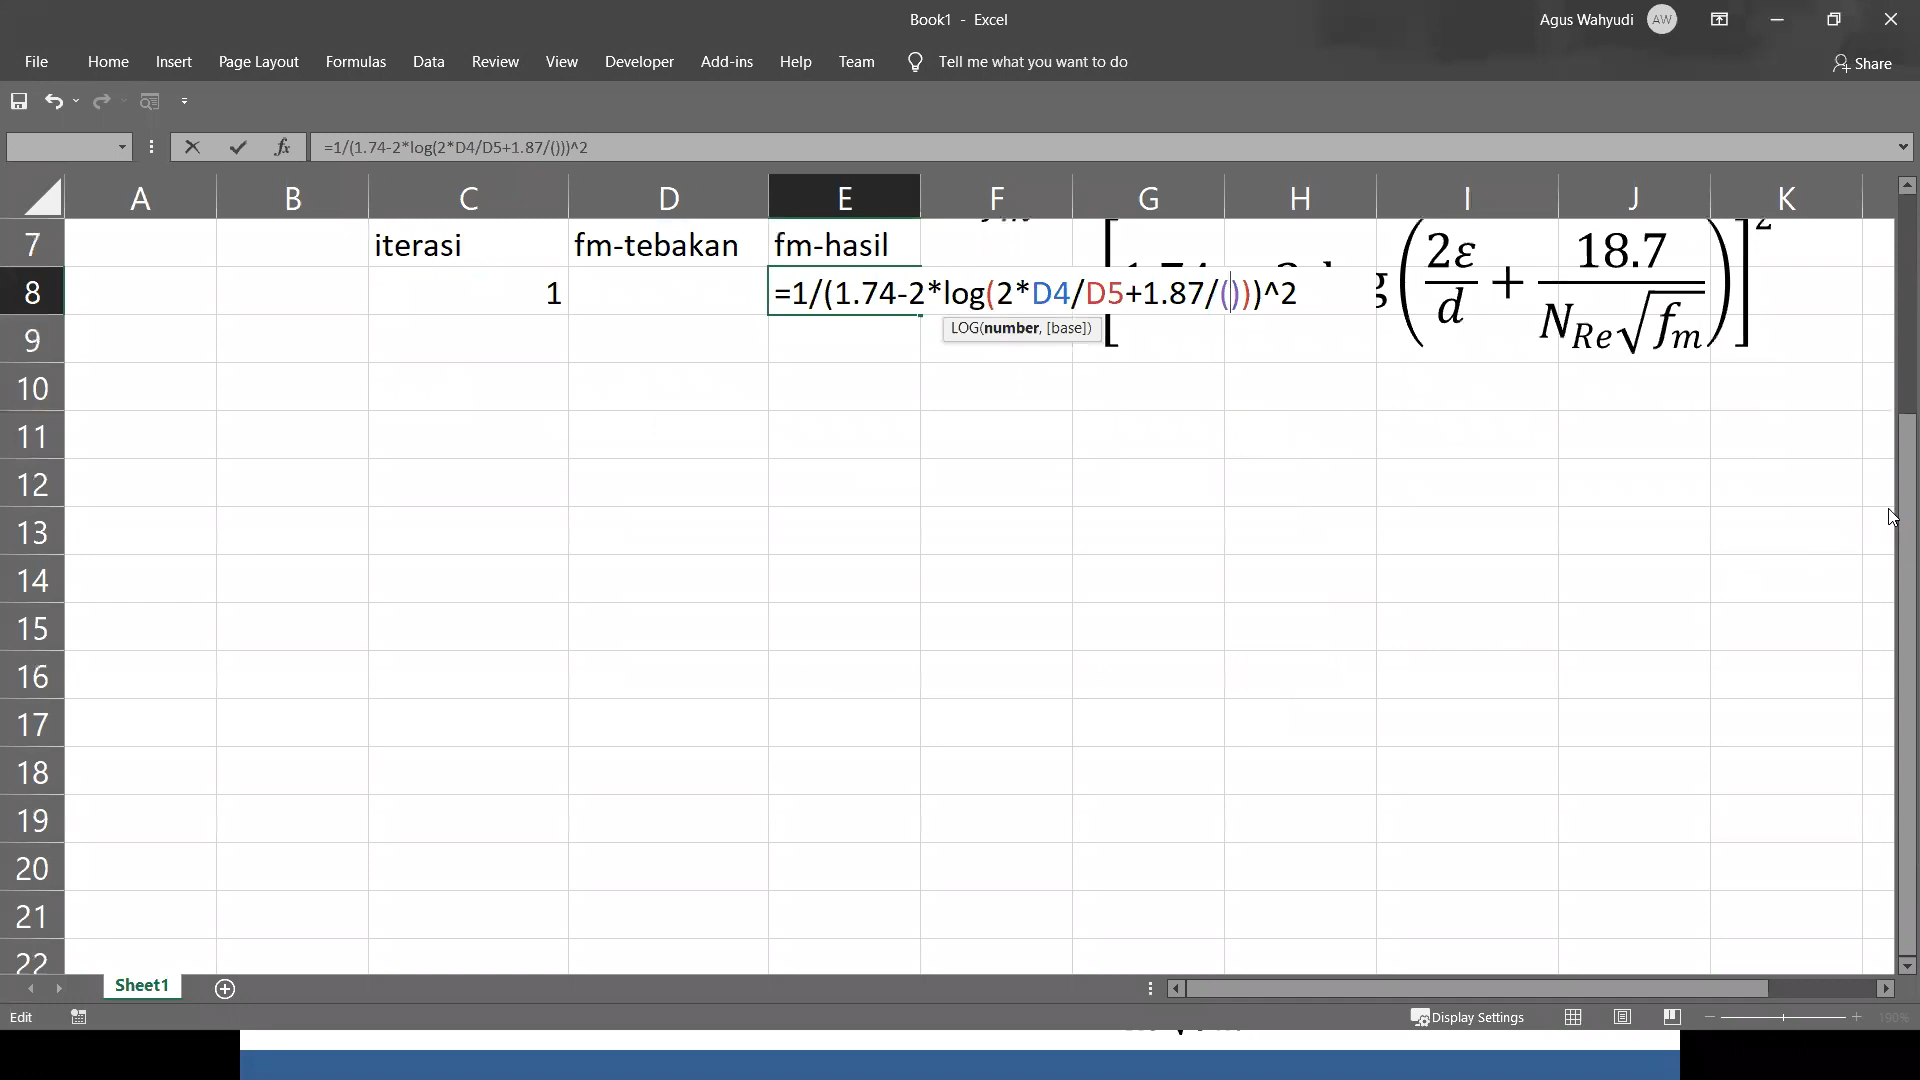 Book1 - Excel
Agus Wahyudi AW
File Home Insert Page Layout Formulas Data Review View Developer Add-ins Help Team Tell me what you want to do Share
fx =1/(1.74-2*log(2*D4/D5+1.87/()))^2
A B C D E F G H I J K
7 iterasi fm-tebakan fm-hasil
8 1 =1/(1.74-2*log(2*D4/D5+1.87/()))^2
LOG(number, [base])
2ε/d + 18.7/N_Re√f_m
2
9
10
11
12
13
14
15
16
17
18
19
20
21
22
Sheet1
Edit Display Settings 190%